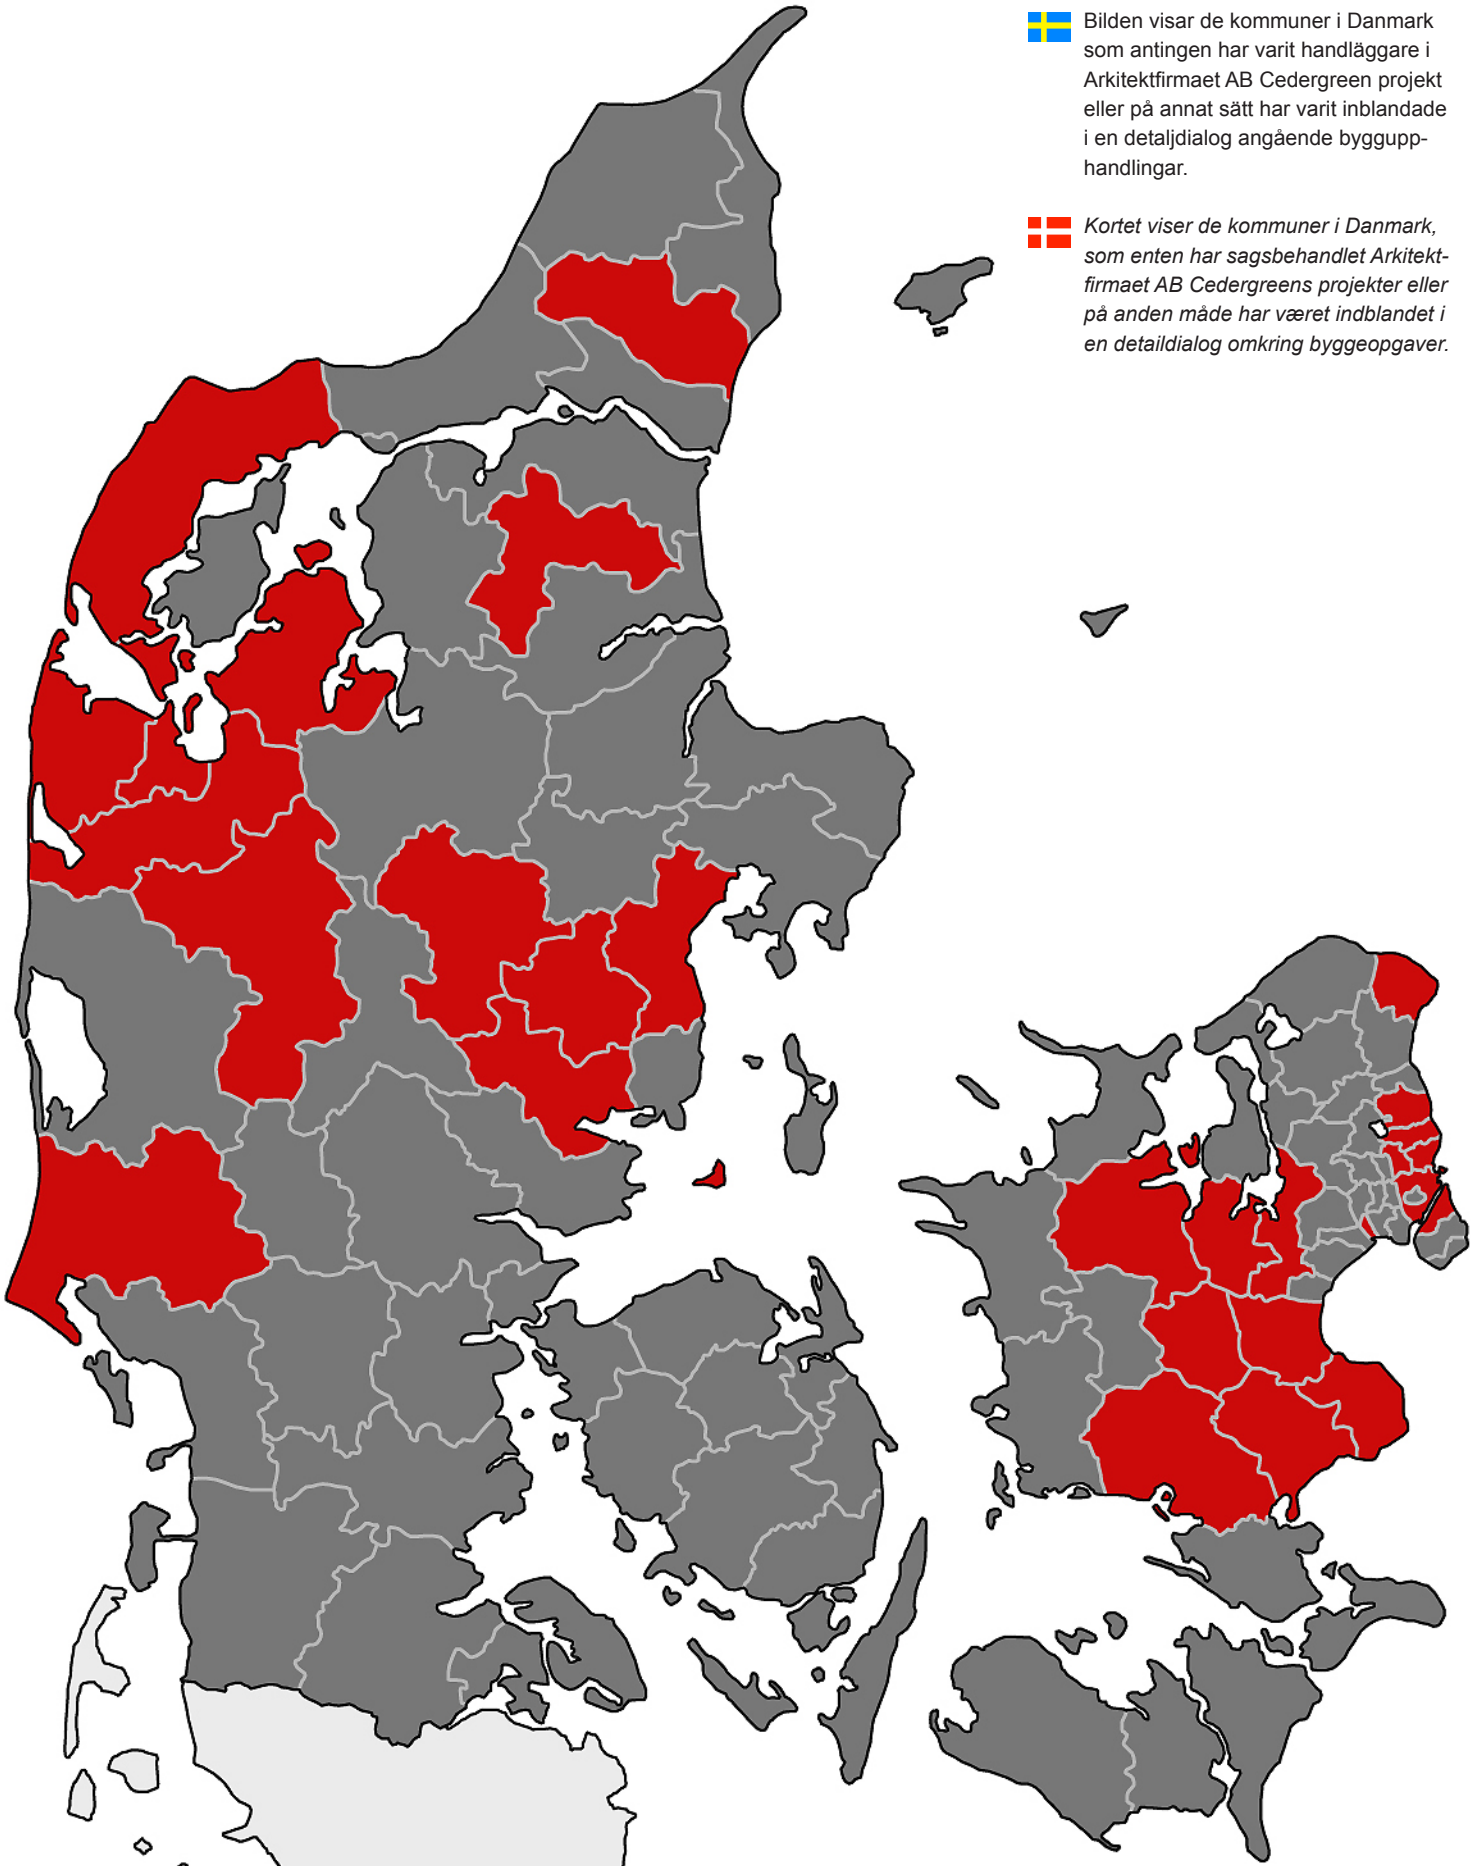 Bilden visar de kommuner i Danmark
som antingen har varit handläggare i
Arkitektfirmaet AB Cedergreen projekt
eller på annat sätt har varit inblandade
i en detaljdialog angående byggupp-
handlingar.
Kortet viser de kommuner i Danmark,
som enten har sagsbehandlet Arkitekt-
firmaet AB Cedergreens projekter eller
på anden måde har været indblandet i
en detaildialog omkring byggeopgaver.